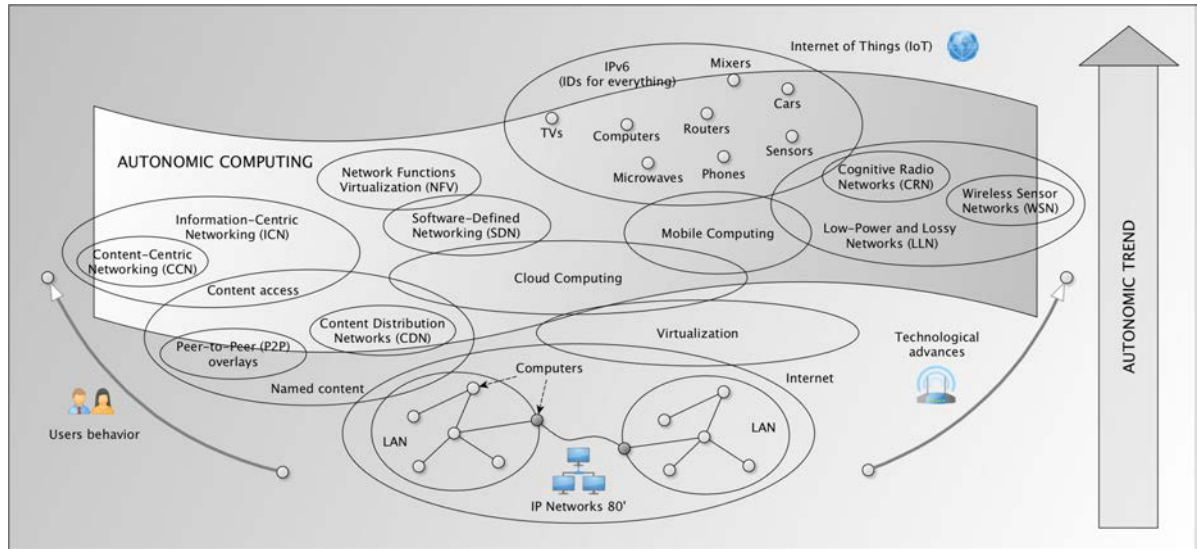 Internet of Things (IoT)
IPv6
(IDs for everything)
Mixers
Cars
TVs
Computers
Routers
Sensors
Microwaves
Phones
AUTONOMIC COMPUTING
Network Functions
Virtualization (NFV)
Cognitive Radio
Networks (CRN)
Wireless Sensor
Networks (WSN)
Information-Centric
Networking (ICN)
Software-Defined
Networking (SDN)
Mobile Computing
Low-Power and Lossy
Networks (LLN)
Content-Centric
Networking (CCN)
Cloud Computing
Content access
Content Distribution
Networks (CDN)
Virtualization
Peer-to-Peer (P2P)
overlays
Technological
advances
Named content
Computers
Internet
Users behavior
LAN
LAN
IP Networks 80'
AUTONOMIC TREND